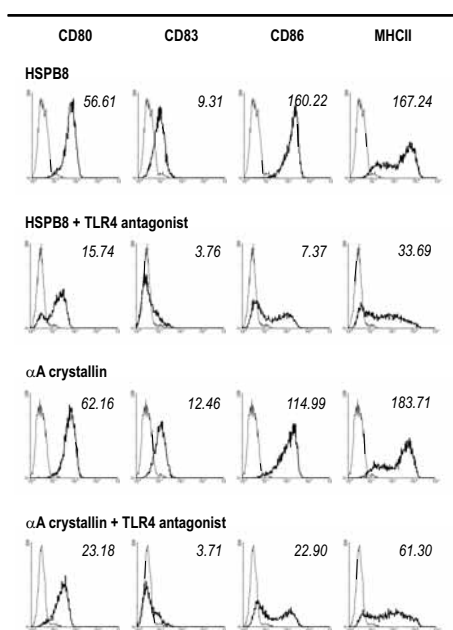 CD80 CD83 CD86 MHCII
HSPB8
56.61 9.31 160.22 167.24
HSPB8 + TLR4 antagonist
15.74 3.76 7.37 33.69
αA crystallin
62.16 12.46 114.99 183.71
αA crystallin + TLR4 antagonist
23.18 3.71 22.90 61.30